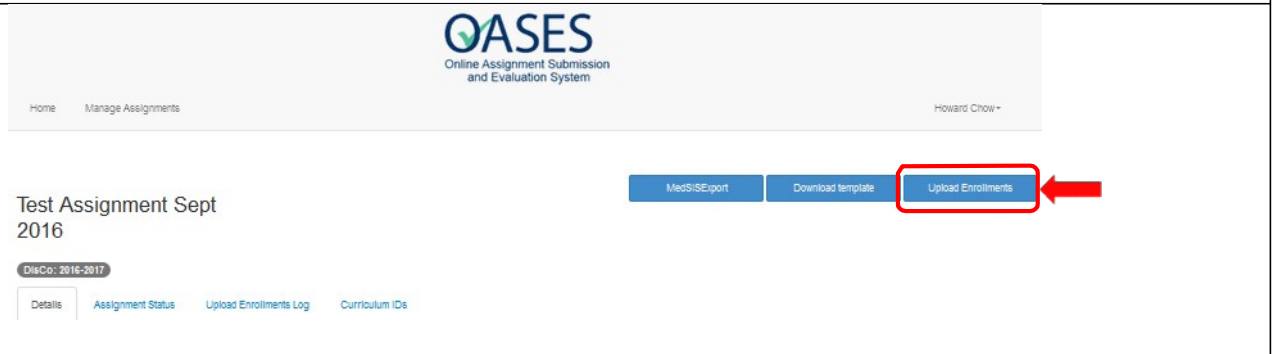 OASES
Online Assignment Submission
and Evaluation System
Home Manage Assignments Howard Chow
MedSISExport Download template Upload Enrollments
Test Assignment Sept
2016
DisCo: 2016-2017
Details Assignment Status Upload Enrollments Log Curriculum IDs